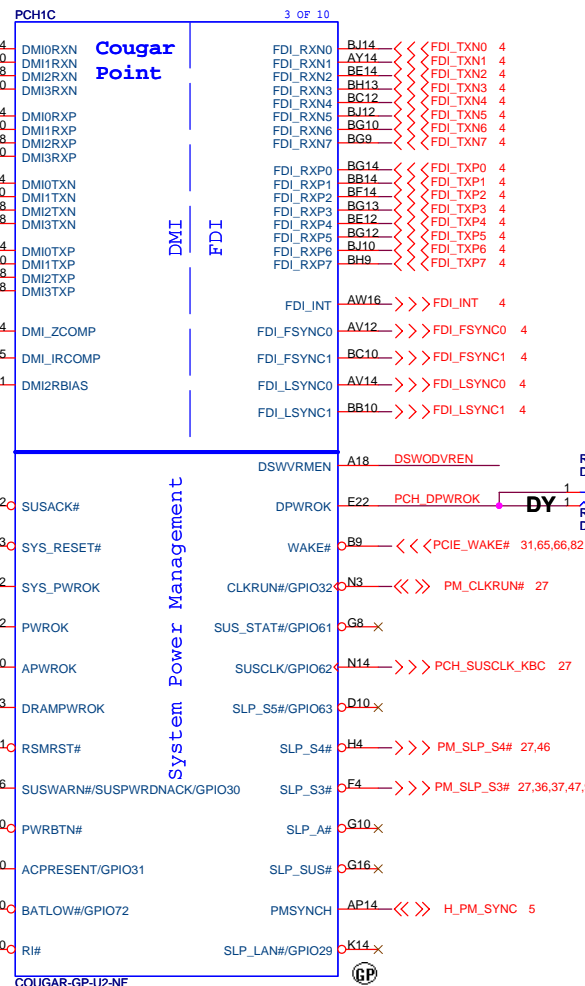 PCH1C 3 OF 10
Cougar
Point
DMI0RXN FDI_RXN0 BJ14 FDI_TXN0 4
DMI1RXN FDI_RXN1 AY14 FDI_TXN1 4
DMI2RXN FDI_RXN2 BE14 FDI_TXN2 4
DMI3RXN FDI_RXN3 BH13 FDI_TXN3 4
FDI_RXN4 BC12 FDI_TXN4 4
DMI0RXP FDI_RXN5 BJ12 FDI_TXN5 4
DMI1RXP FDI_RXN6 BG10 FDI_TXN6 4
DMI2RXP FDI_RXN7 BG9 FDI_TXN7 4
DMI3RXP
FDI_RXP0 BG14 FDI_TXP0 4
DMI0TXN FDI_RXP1 BB14 FDI_TXP1 4
DMI1TXN FDI_RXP2 BF14 FDI_TXP2 4
DMI2TXN FDI_RXP3 BG13 FDI_TXP3 4
DMI3TXN FDI_RXP4 BE12 FDI_TXP4 4
FDI_RXP5 BG12 FDI_TXP5 4
DMI0TXP FDI_RXP6 BJ10 FDI_TXP6 4
DMI1TXP FDI_RXP7 BH9 FDI_TXP7 4
DMI2TXP
DMI3TXP
DMI
FDI
FDI_INT AW16 FDI_INT 4
DMI_ZCOMP FDI_FSYNC0 AV12 FDI_FSYNC0 4
DMI_IRCOMP FDI_FSYNC1 BC10 FDI_FSYNC1 4
DMI2RBIAS FDI_LSYNC0 AV14 FDI_LSYNC0 4
FDI_LSYNC1 BB10 FDI_LSYNC1 4
System Power Management
DSWVRMEN A18 DSWODVREN
SUSACK# DPWROK E22 PCH_DPWROK DY 1 1
SYS_RESET# WAKE# B9 PCIE_WAKE# 31,65,66,82
SYS_PWROK CLKRUN#/GPIO32 N3 PM_CLKRUN# 27
PWROK SUS_STAT#/GPIO61 G8
APWROK SUSCLK/GPIO62 N14 PCH_SUSCLK_KBC 27
DRAMPWROK SLP_S5#/GPIO63 D10
RSMRST# SLP_S4# H4 PM_SLP_S4# 27,46
SUSWARN#/SUSPWRDNACK/GPIO30 SLP_S3# F4 PM_SLP_S3# 27,36,37,47,
PWRBTN# SLP_A# G10
ACPRESENT/GPIO31 SLP_SUS# G16
BATLOW#/GPIO72 PMSYNCH AP14 H_PM_SYNC 5
RI# SLP_LAN#/GPIO29 K14
GP
COUGAR-GP-U2-NF